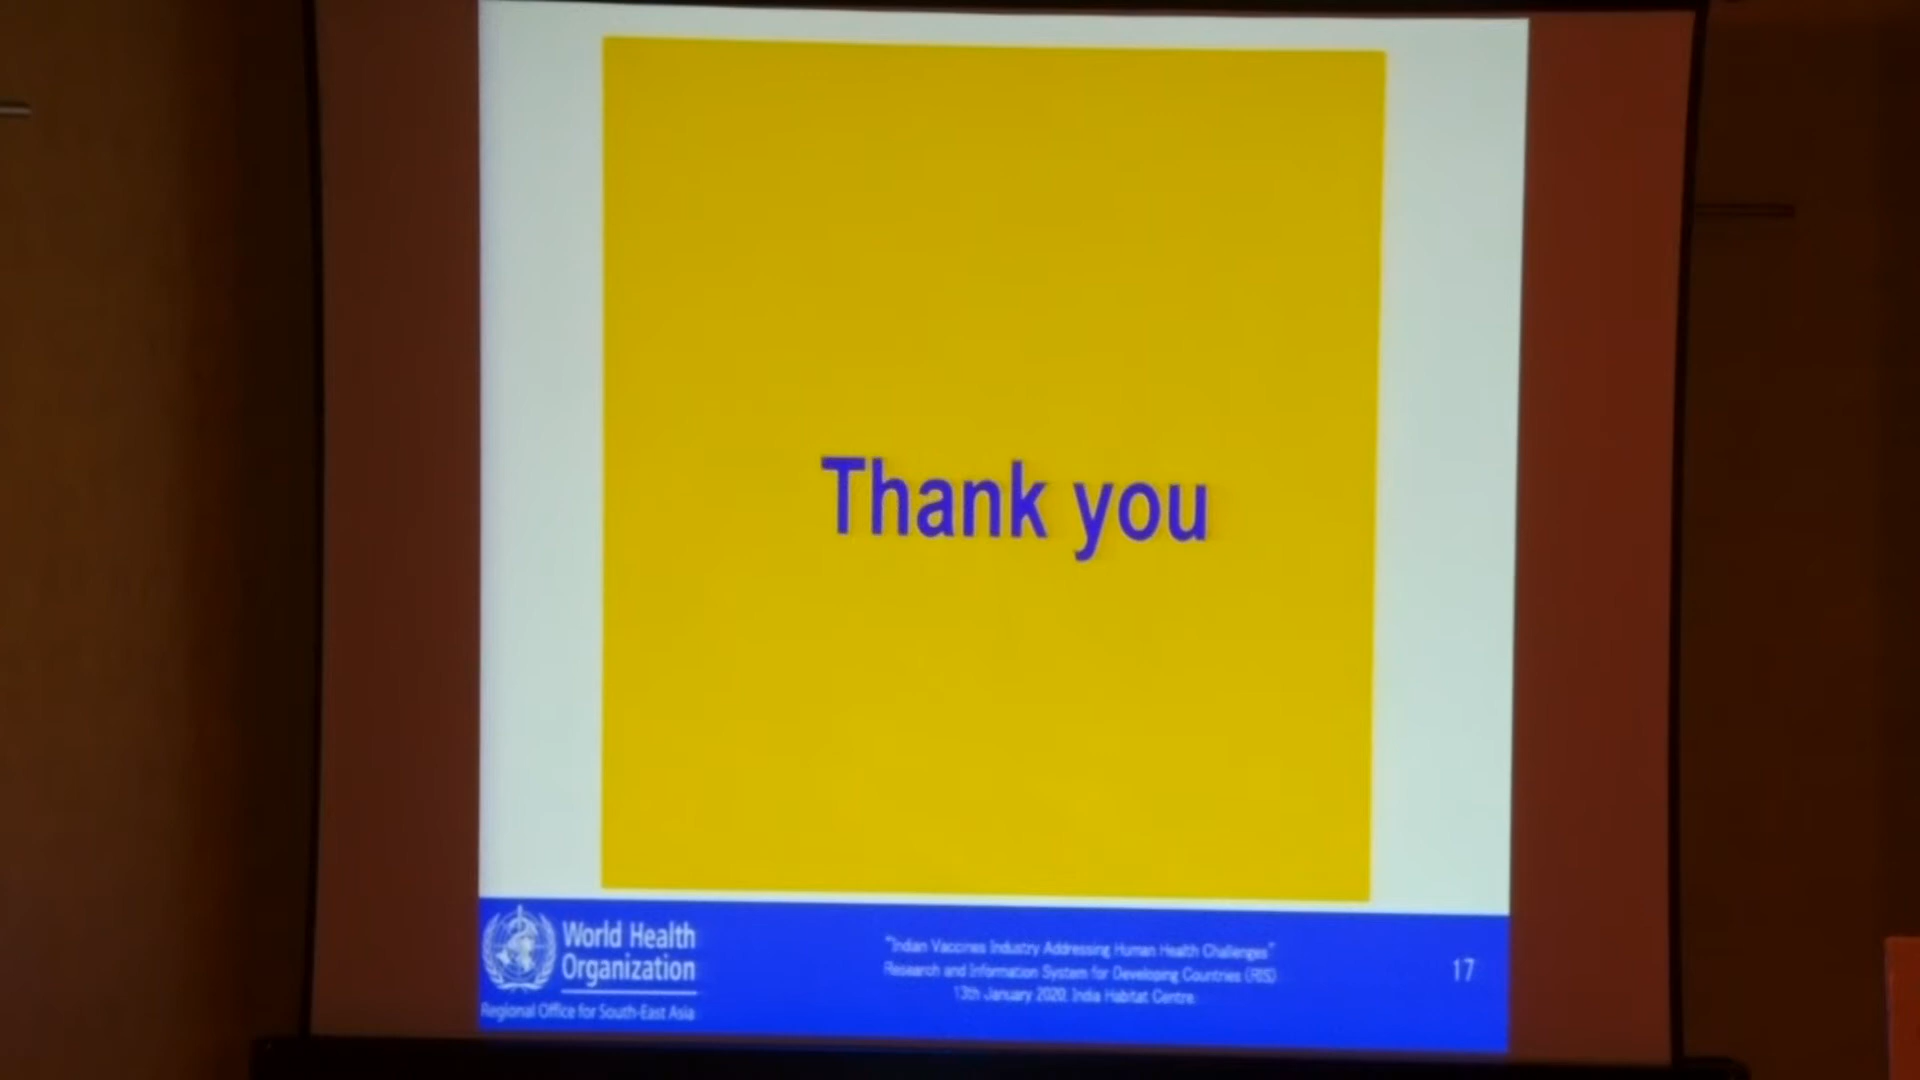 Thank you
World Health
Organization
Regional Office for South-East Asia
"Indian Vaccines Industry Addressing Human Health Challenges"
Research and Information System for Developing Countries (RIS)
13th January 2020, India Habitat Centre
17